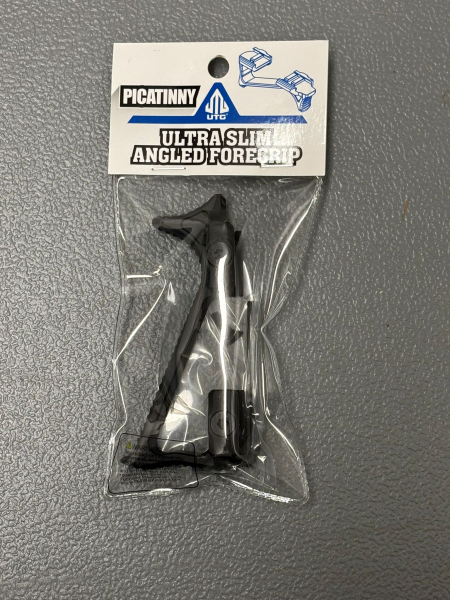 PICATINNY
UTG
ULTRA SLIM
ANGLED FOREGRIP